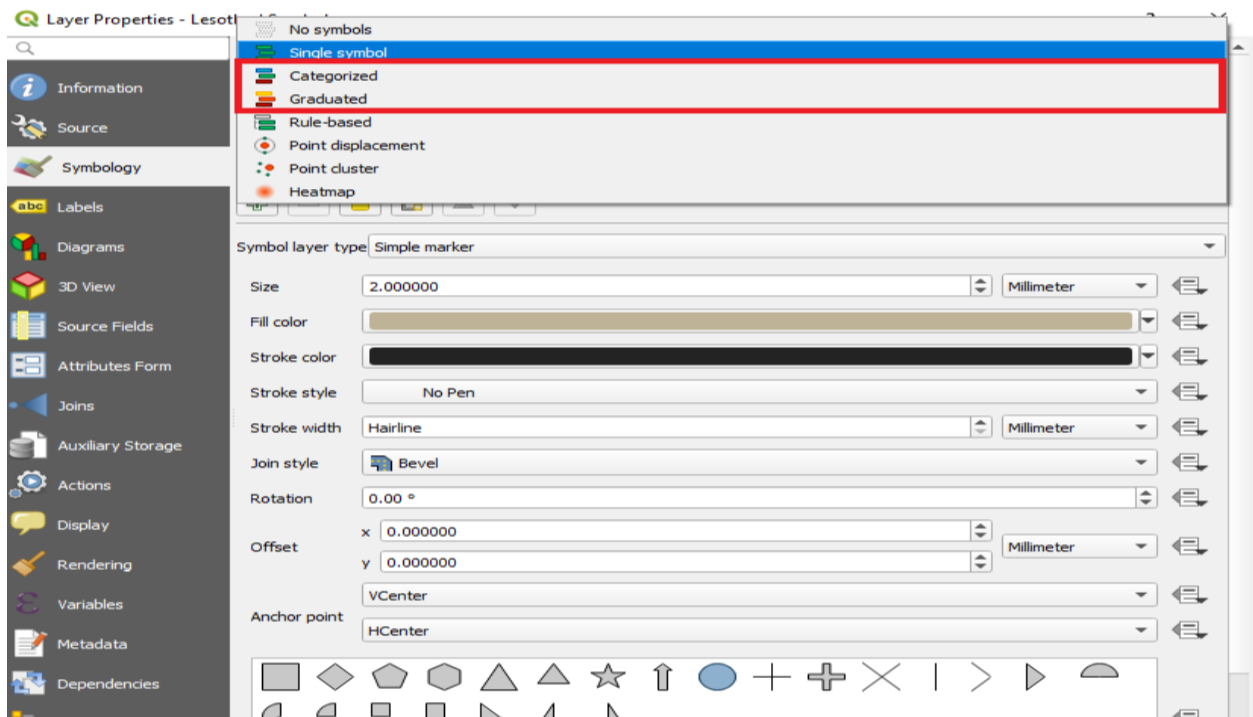 Layer Properties - Lesoth
No symbols
Single symbol
Categorized
Graduated
Rule-based
Point displacement
Point cluster
Heatmap
Information
Source
Symbology
abc Labels
Diagrams
3D View
Source Fields
Attributes Form
Joins
Auxiliary Storage
Actions
Display
Rendering
Variables
Metadata
Dependencies
Symbol layer type Simple marker
Size 2.000000 Millimeter
Fill color
Stroke color
Stroke style No Pen
Stroke width Hairline Millimeter
Join style Bevel
Rotation 0.00 °
Offset x 0.000000 Millimeter
y 0.000000
Anchor point VCenter
HCenter